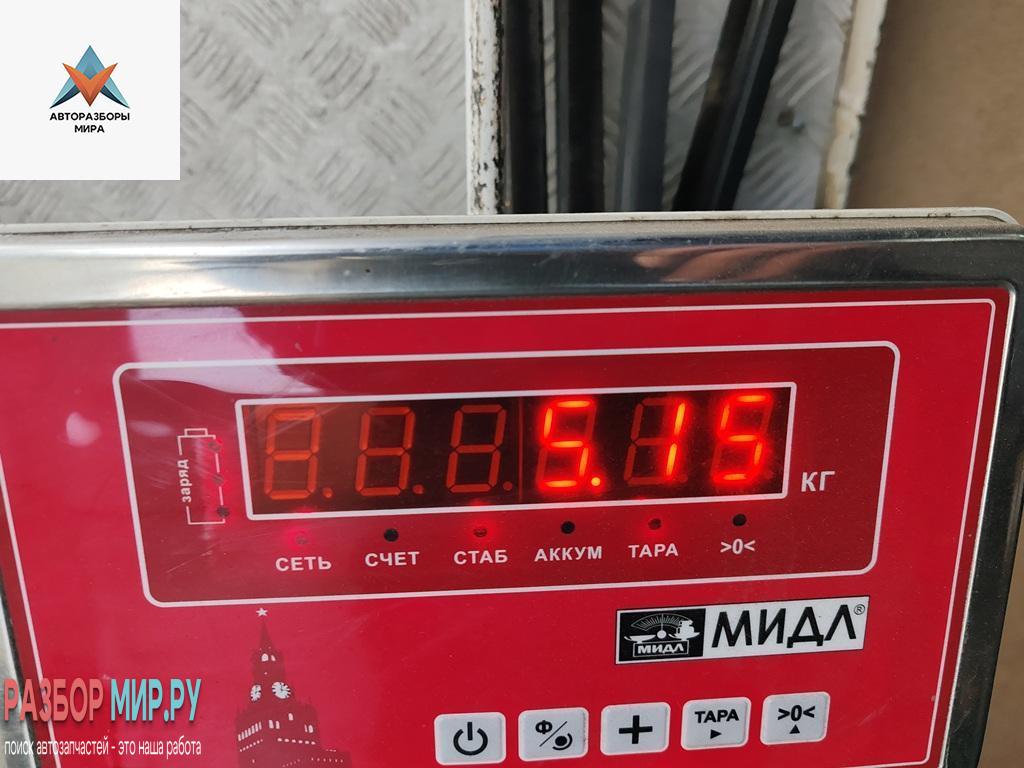 АВТОРАЗБОРЫ
МИРА
заряд
5.15
КГ
СЕТЬ СЧЕТ СТАБ АККУМ ТАРА >0<
МИДЛ МИДЛ®
РАЗБОР МИР.РУ
поиск автозапчастей - это наша работа
Ф/
ТАРА
>0<